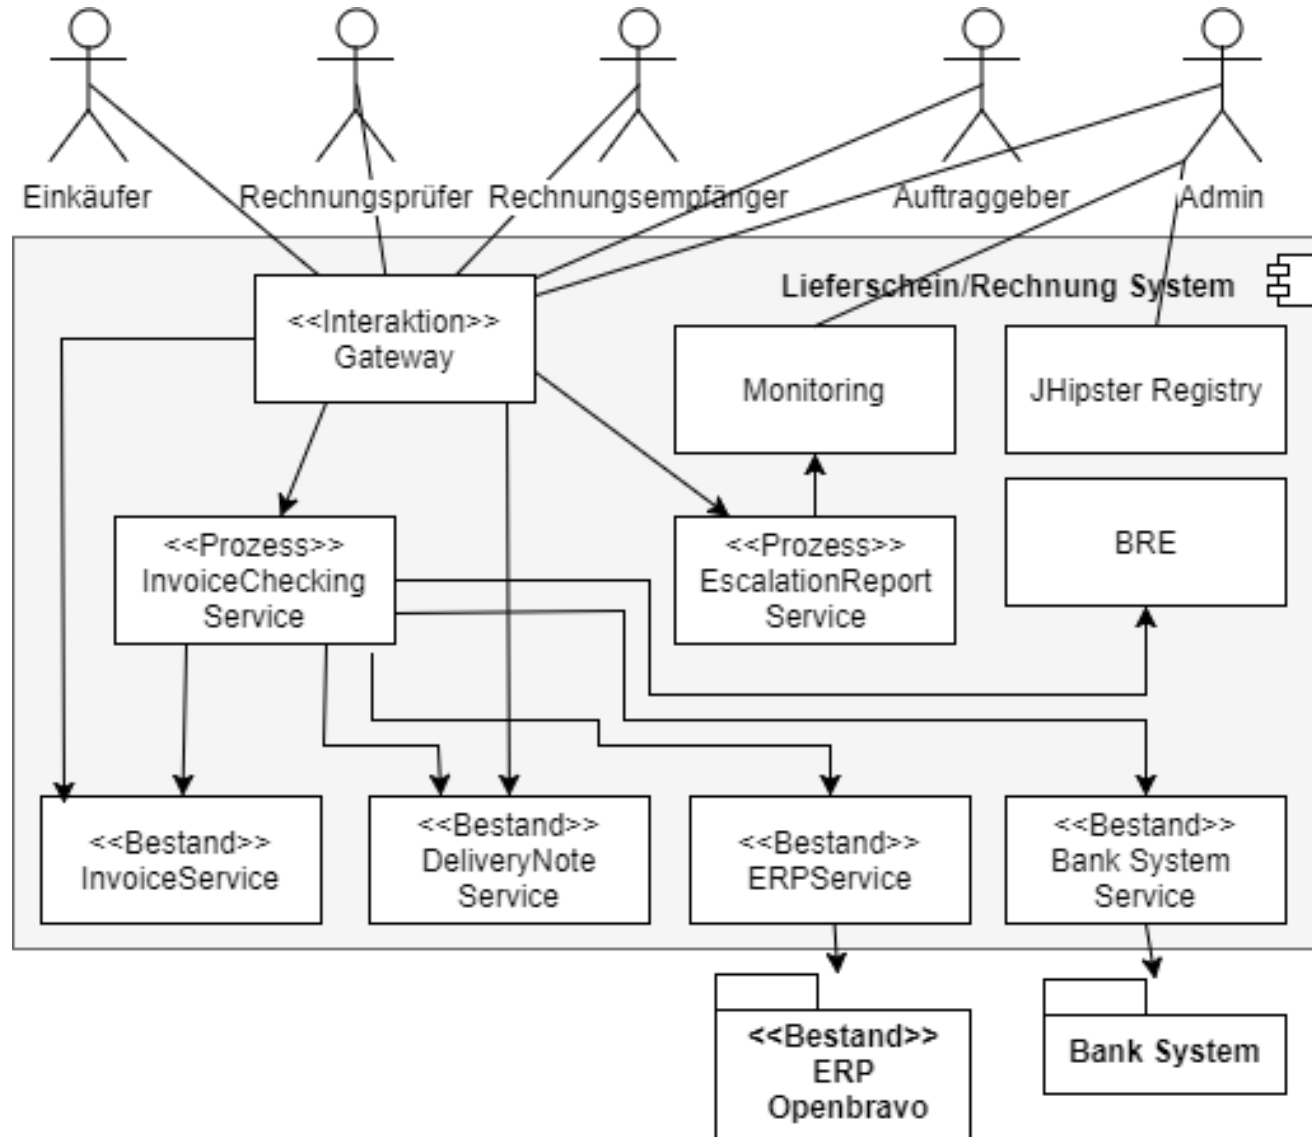 Einkäufer
Rechnungsprüfer
Rechnungsempfänger
Auftraggeber
Admin
Lieferschein/Rechnung System
<<Interaktion>>
Gateway
Monitoring
JHipster Registry
<<Prozess>>
InvoiceChecking
Service
<<Prozess>>
EscalationReport
Service
BRE
<<Bestand>>
InvoiceService
<<Bestand>>
DeliveryNote
Service
<<Bestand>>
ERPService
<<Bestand>>
Bank System
Service
<<Bestand>>
ERP
Openbravo
Bank System